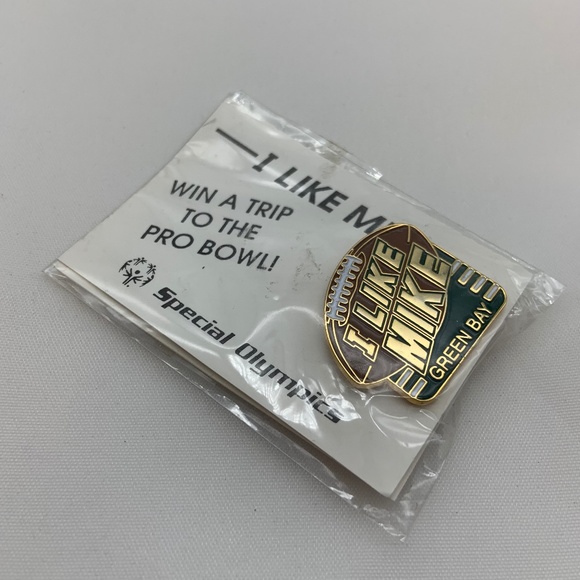 I LIKE
WIN A TRIP
TO THE
PRO BOWL!
Special Olympics
I LIKE
MIKE
GREEN BAY